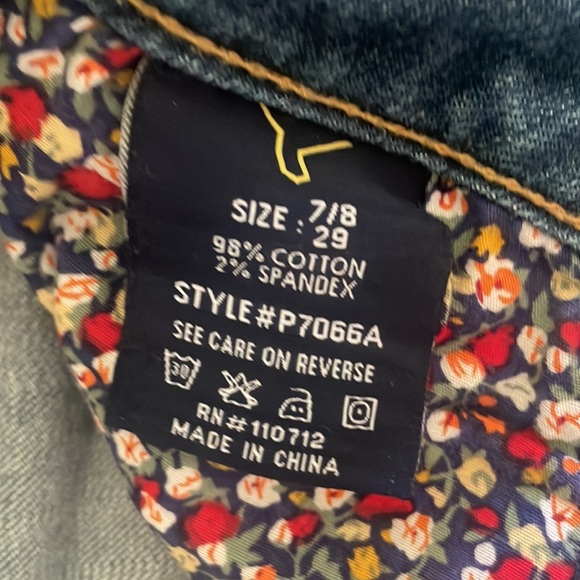 7/8
SIZE : 29
98% COTTON
2% SPANDEX
STYLE#P7066A
SEE CARE ON REVERSE
30
RN#110712
MADE IN CHINA